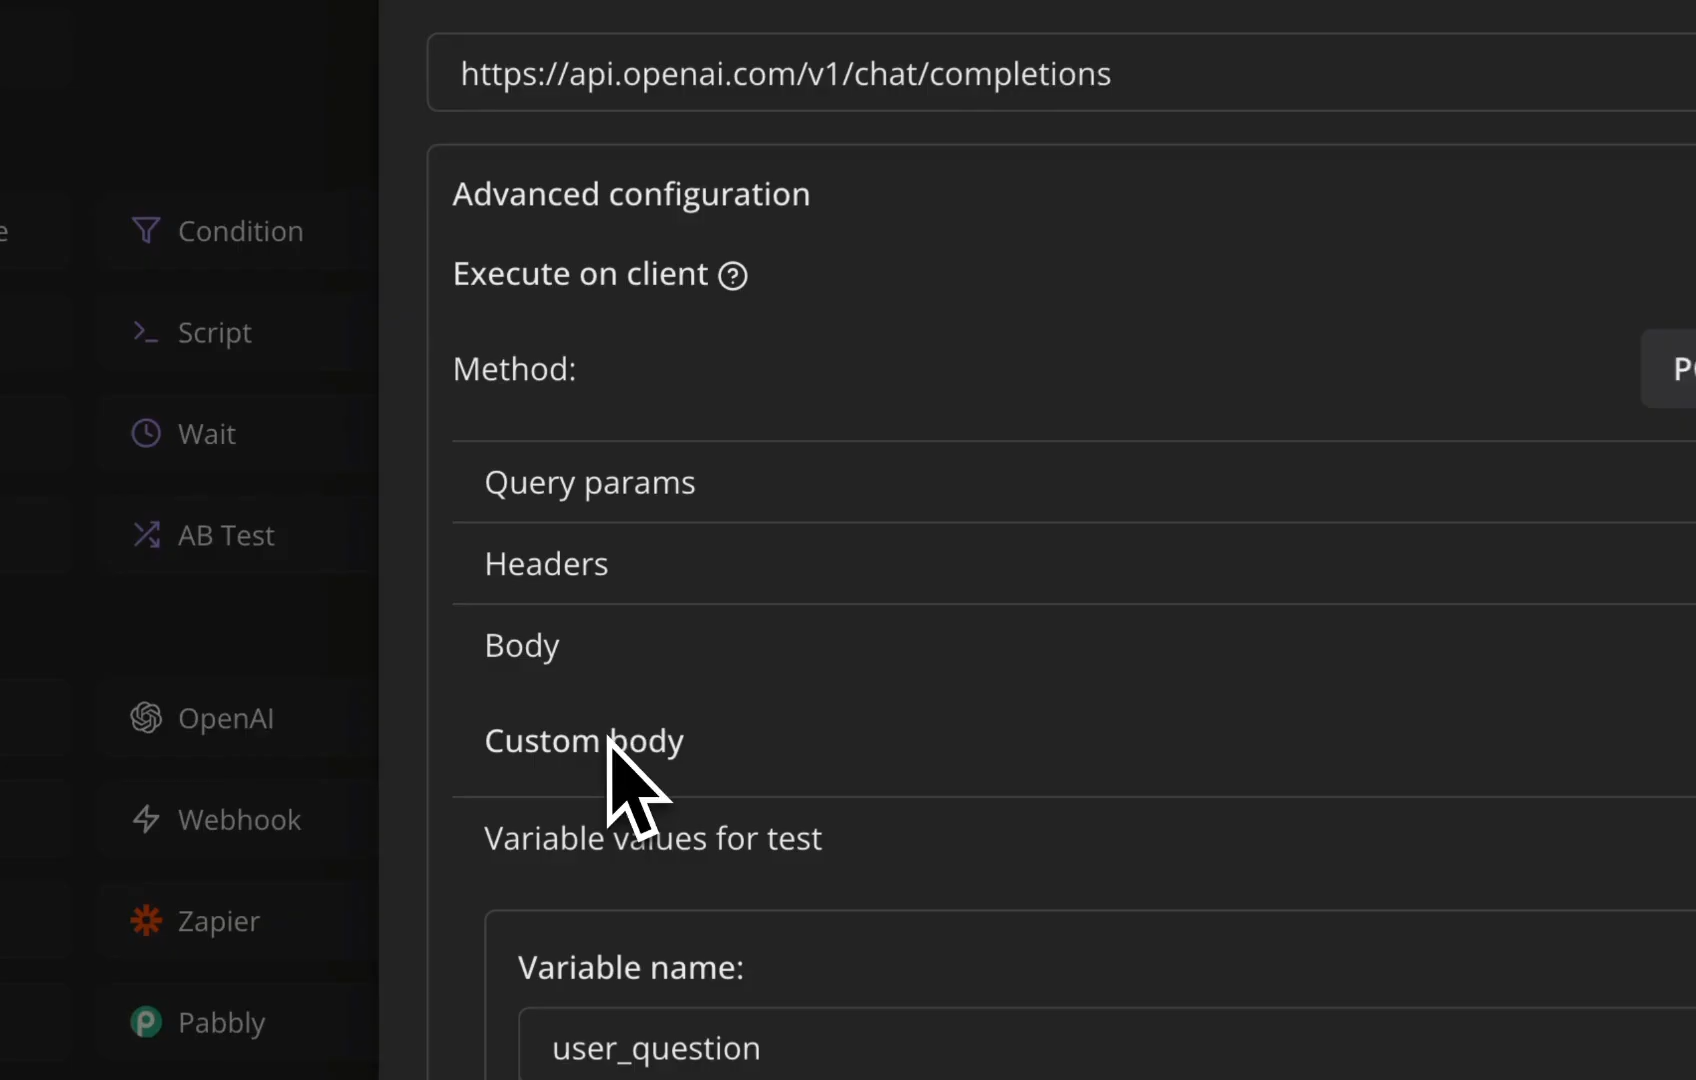 https://api.openai.com/v1/chat/completions
Advanced configuration
Execute on client
Method:
Query params
Headers
Body
Custom body
Variable values for test
Variable name:
user_question
Condition
Script
Wait
AB Test
OpenAI
Webhook
Zapier
Pabbly